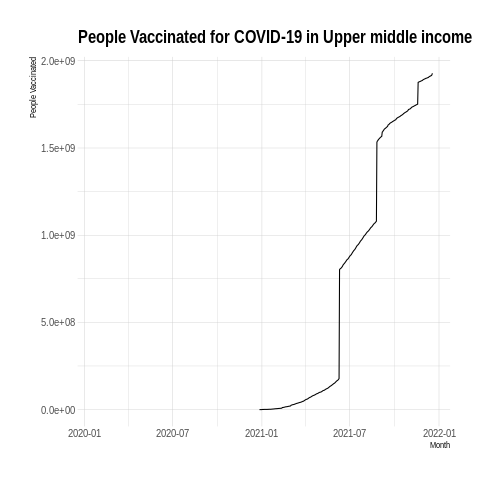 People Vaccinated for COVID-19 in Upper middle income
People Vaccinated
2.0e+09
1.5e+09
1.0e+09
5.0e+08
0.0e+00
2020-01 2020-07 2021-01 2021-07 2022-01
Month